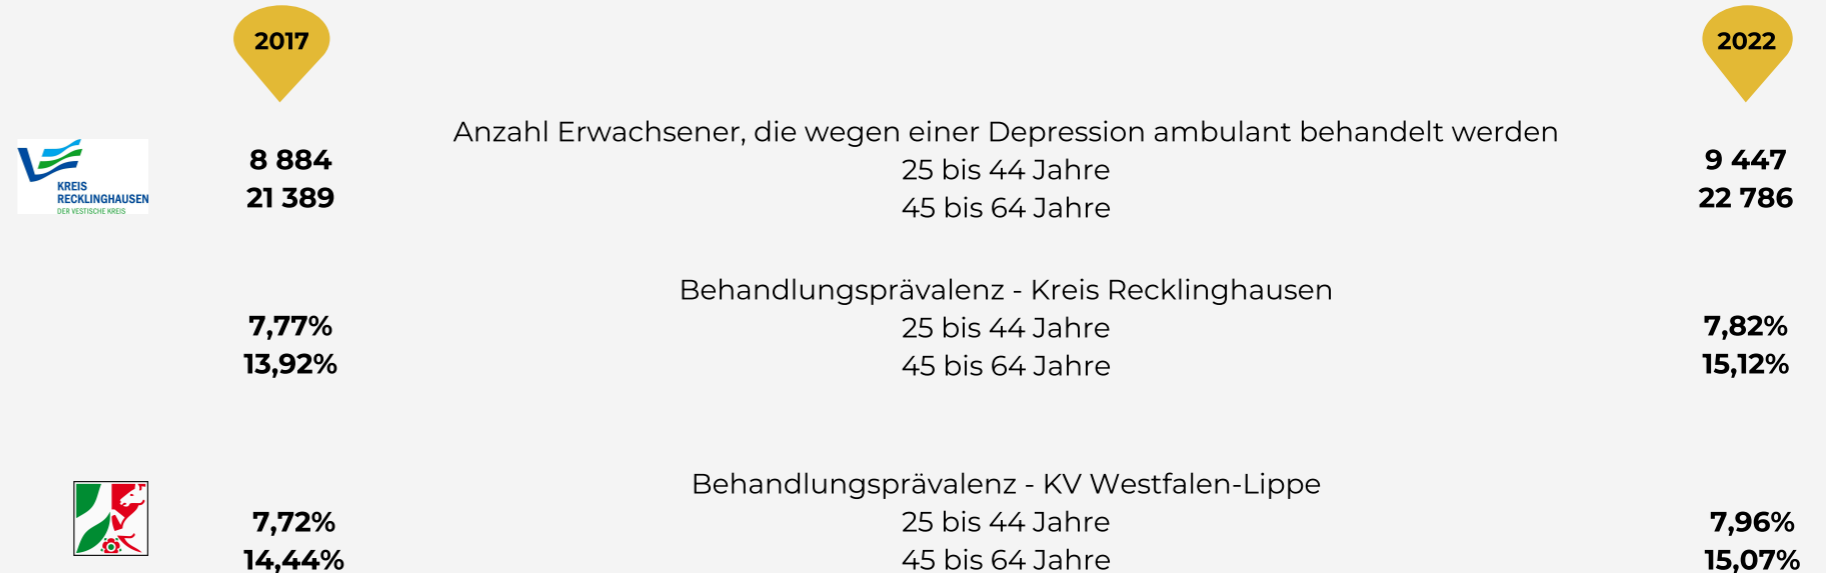 2017
2022
KREIS
RECKLINGHAUSEN
DER VESTISCHE KREIS
Anzahl Erwachsener, die wegen einer Depression ambulant behandelt werden
8 884 25 bis 44 Jahre 9 447
21 389 45 bis 64 Jahre 22 786
Behandlungsprävalenz - Kreis Recklinghausen
7,77% 25 bis 44 Jahre 7,82%
13,92% 45 bis 64 Jahre 15,12%
Behandlungsprävalenz - KV Westfalen-Lippe
7,72% 25 bis 44 Jahre 7,96%
14,44% 45 bis 64 Jahre 15,07%